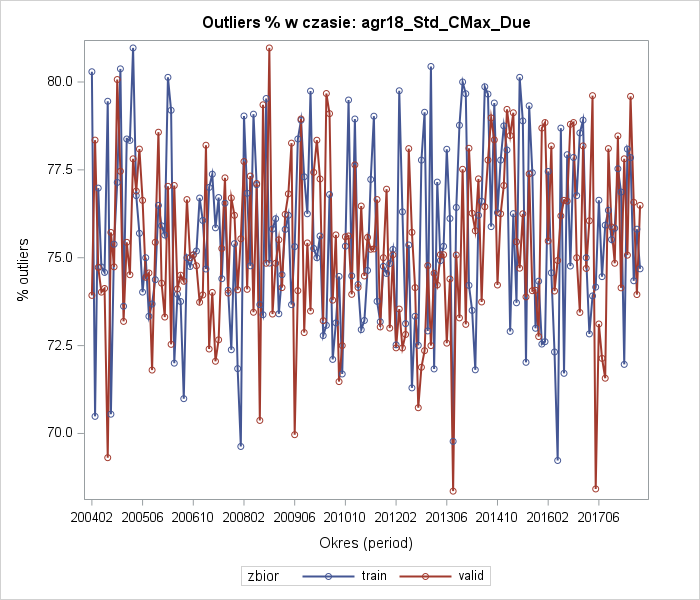 Outliers % w czasie: agr18_Std_CMax_Due
% outliers
80.0
77.5
75.0
72.5
70.0
200402 200506 200610 200802 200906 201010 201202 201306 201410 201602 201706
Okres (period)
zbior train valid